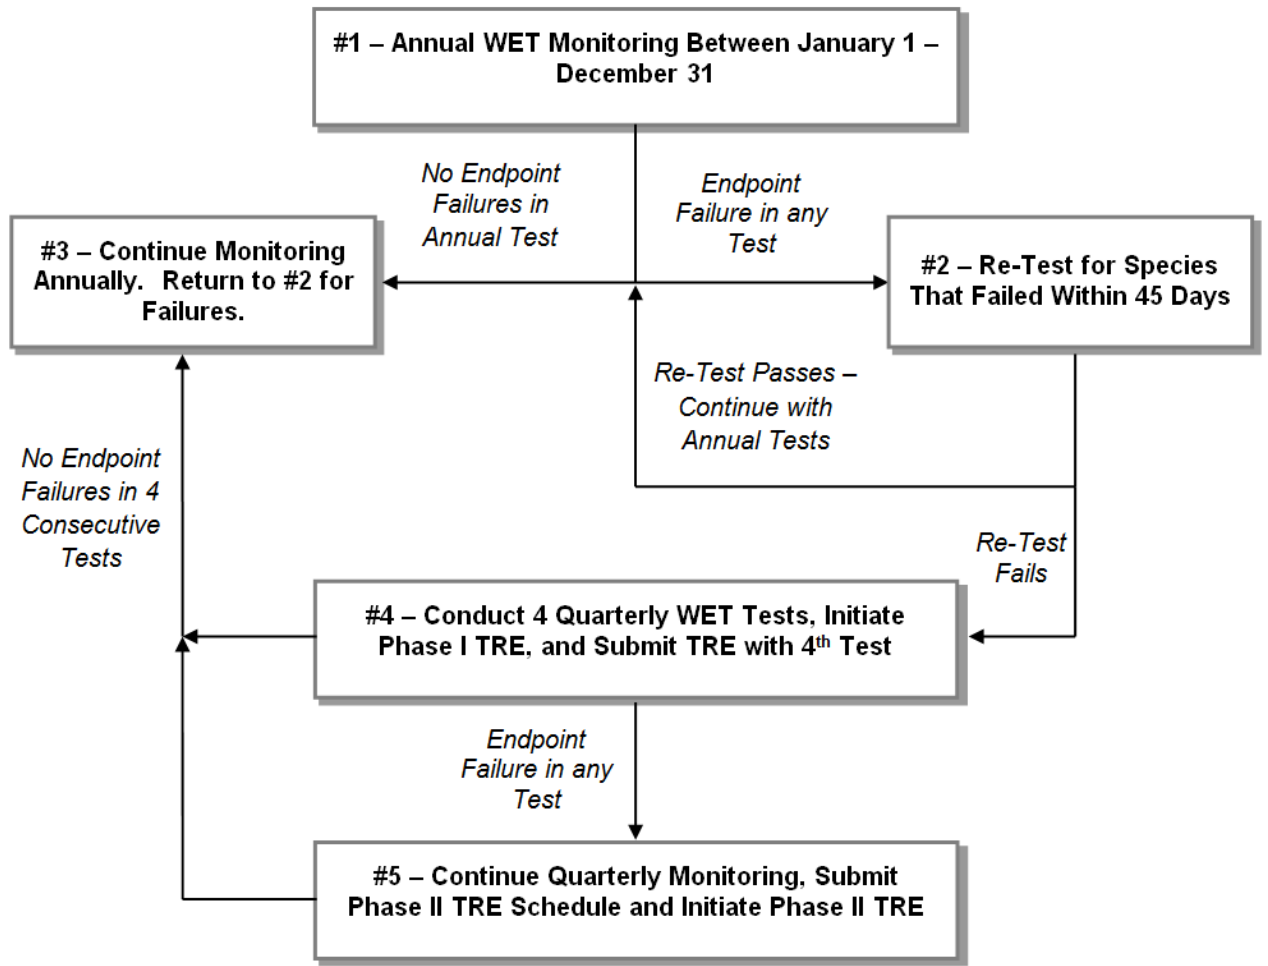 #1 – Annual WET Monitoring Between January 1 –
December 31
No Endpoint
Failures in
Annual Test
Endpoint
Failure in any
Test
#3 – Continue Monitoring
Annually.  Return to #2 for
Failures.
#2 – Re-Test for Species
That Failed Within 45 Days
Re-Test Passes –
Continue with
Annual Tests
No Endpoint
Failures in 4
Consecutive
Tests
Re-Test
Fails
#4 – Conduct 4 Quarterly WET Tests, Initiate
Phase I TRE, and Submit TRE with 4th Test
Endpoint
Failure in any
Test
#5 – Continue Quarterly Monitoring, Submit
Phase II TRE Schedule and Initiate Phase II TRE